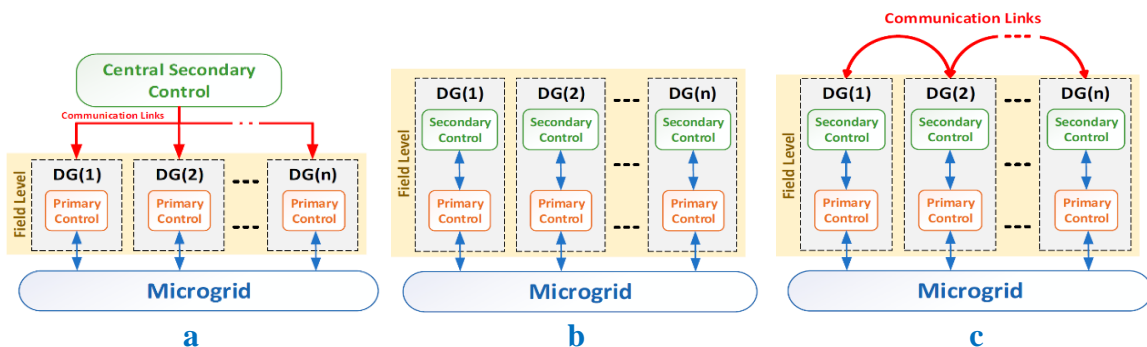 Central Secondary
Control
Communication Links
Field Level
DG(1)
DG(2)
DG(n)
Primary
Control
Primary
Control
Primary
Control
Microgrid
a
Field Level
DG(1)
DG(2)
DG(n)
Secondary
Control
Secondary
Control
Secondary
Control
Primary
Control
Primary
Control
Primary
Control
Microgrid
b
Communication Links
Field Level
DG(1)
DG(2)
DG(n)
Secondary
Control
Secondary
Control
Secondary
Control
Primary
Control
Primary
Control
Primary
Control
Microgrid
c